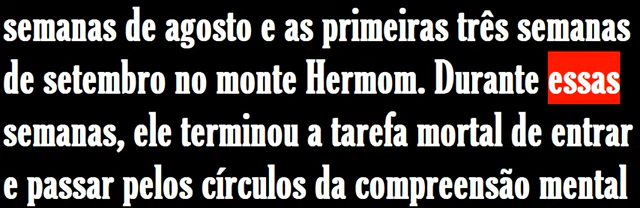 semanas de agosto e as primeiras três semanas
de setembro no monte Hermom. Durante essas
semanas, ele terminou a tarefa mortal de entrar
e passar pelos círculos da compreensão mental